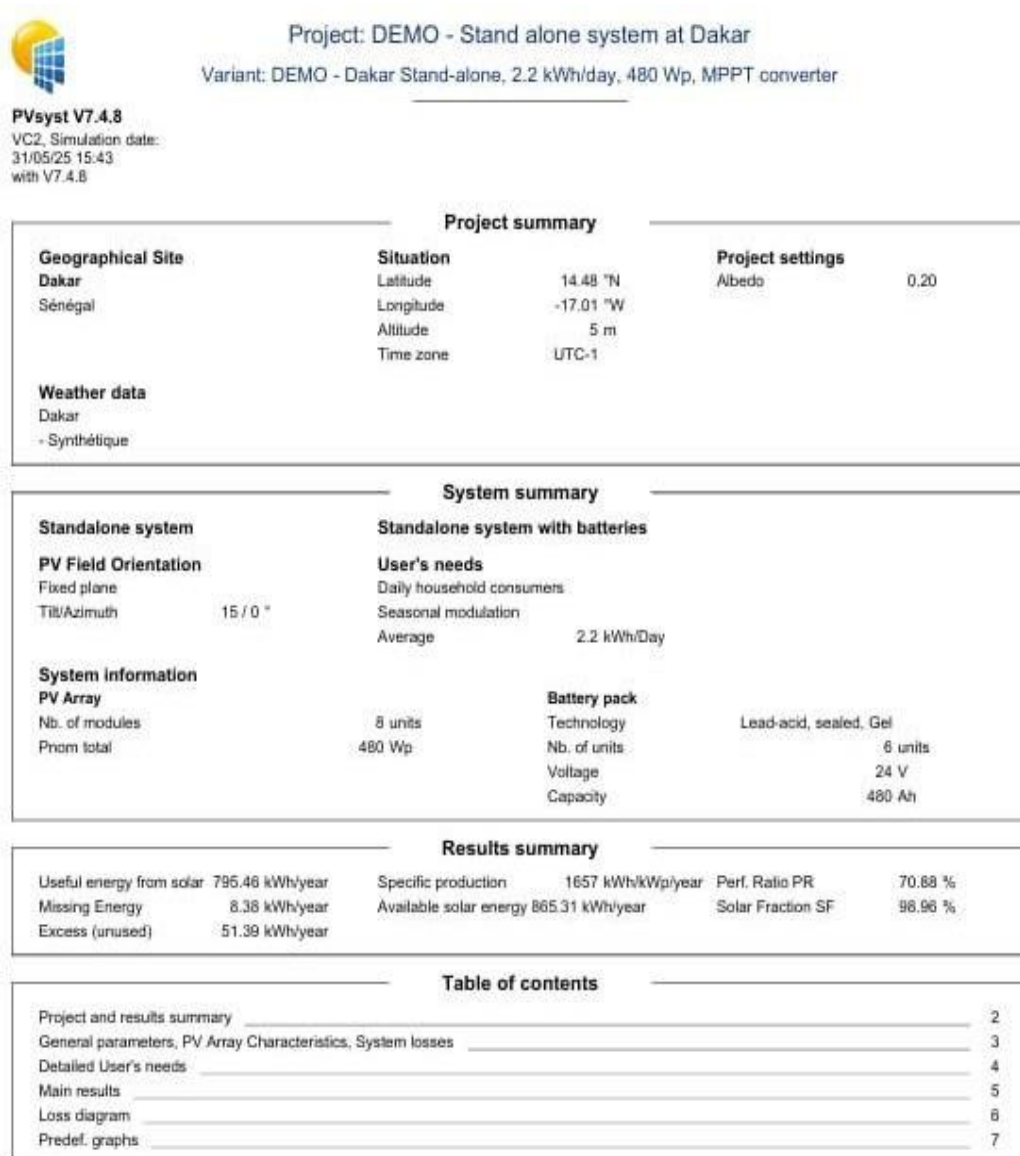 Project: DEMO - Stand alone system at Dakar
Variant: DEMO - Dakar Stand-alone, 2.2 kWh/day, 480 Wp, MPPT converter
PVsyst V7.4.8
VC2, Simulation date:
31/05/25 15:43
with V7.4.8
Project summary
Geographical Site
Dakar
Sénégal
Situation
Latitude 14.48 °N
Longitude -17.01 °W
Altitude 5 m
Time zone UTC-1
Project settings
Albedo 0.20
Weather data
Dakar
- Synthétique
System summary
Standalone system
Standalone system with batteries
PV Field Orientation
Fixed plane
Tilt/Azimuth 15 / 0 °
User's needs
Daily household consumers
Seasonal modulation
Average 2.2 kWh/Day
System information
PV Array
Nb. of modules 8 units
Pnom total 480 Wp
Battery pack
Technology Lead-acid, sealed, Gel
Nb. of units 6 units
Voltage 24 V
Capacity 480 Ah
Results summary
Useful energy from solar 795.46 kWh/year
Missing Energy 8.38 kWh/year
Excess (unused) 51.39 kWh/year
Specific production 1657 kWh/kWp/year
Available solar energy 865.31 kWh/year
Perf. Ratio PR 70.88 %
Solar Fraction SF 98.96 %
Table of contents
Project and results summary 2
General parameters, PV Array Characteristics, System losses 3
Detailed User's needs 4
Main results 5
Loss diagram 6
Predef. graphs 7